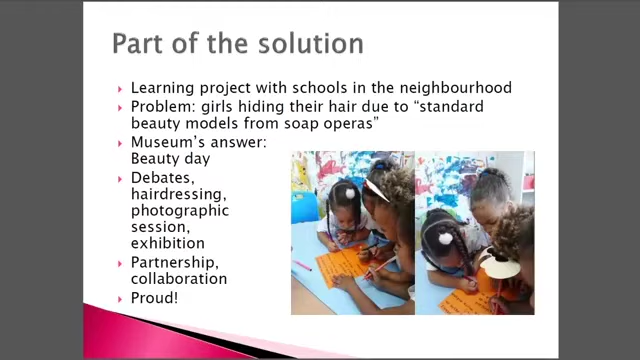 Part of the solution
Learning project with schools in the neighbourhood
Problem: girls hiding their hair due to “standard
beauty models from soap operas”
Museum’s answer:
Beauty day
Debates,
hairdressing,
photographic
session,
exhibition
Partnership,
collaboration
Proud!